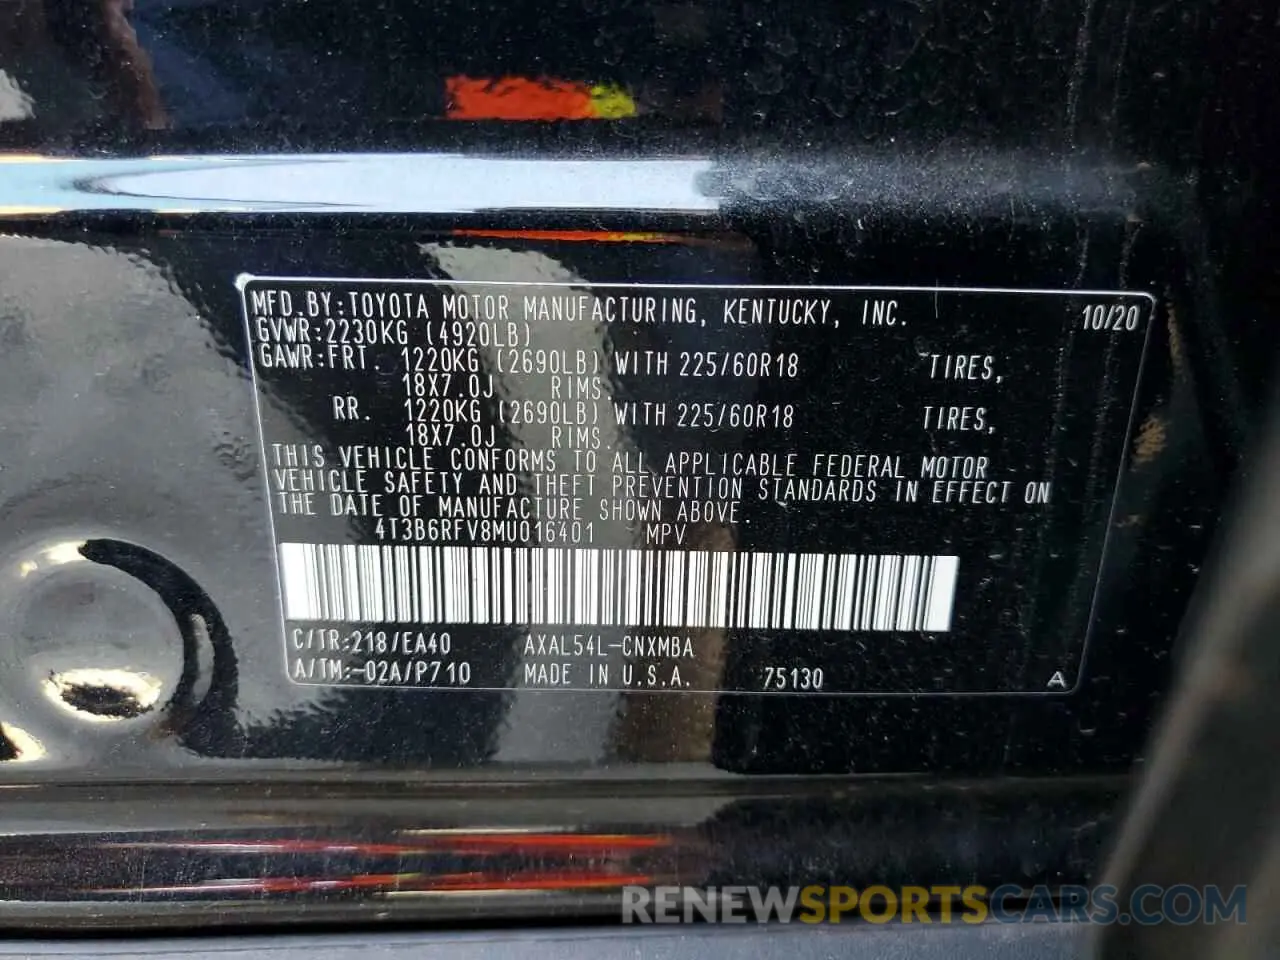 MFD.BY:TOYOTA MOTOR MANUFACTURING, KENTUCKY, INC. 10/20
GVWR:2230KG (4920LB)
GAWR:FRT. 1220KG (2690LB) WITH 225/60R18 TIRES,
18X7.0J RIMS.
RR. 1220KG (2690LB) WITH 225/60R18 TIRES,
18X7.0J RIMS.
THIS VEHICLE CONFORMS TO ALL APPLICABLE FEDERAL MOTOR
VEHICLE SAFETY AND THEFT PREVENTION STANDARDS IN EFFECT ON
THE DATE OF MANUFACTURE SHOWN ABOVE.
4T3B6RFV8MU016401 MPV
C/TR:218/EA40 AXAL54L-CNXMBA
A/TM:-02A/P710 MADE IN U.S.A. 75130 A
RENEWSPORTSCARS.COM